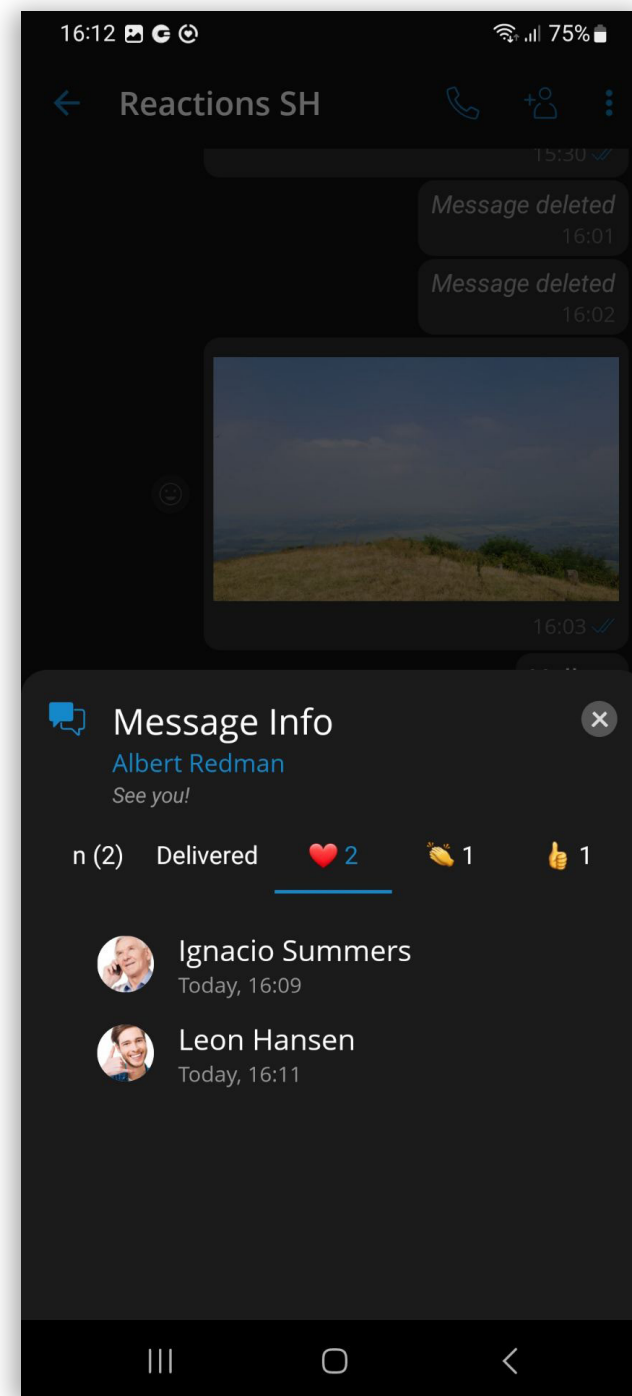 16:12 75%
Reactions SH
15:30
Message deleted
16:01
Message deleted
16:02
16:03
Message Info
Albert Redman
See you!
n (2) Delivered ❤️ 2 👏 1 👍 1
Ignacio Summers
Today, 16:09
Leon Hansen
Today, 16:11